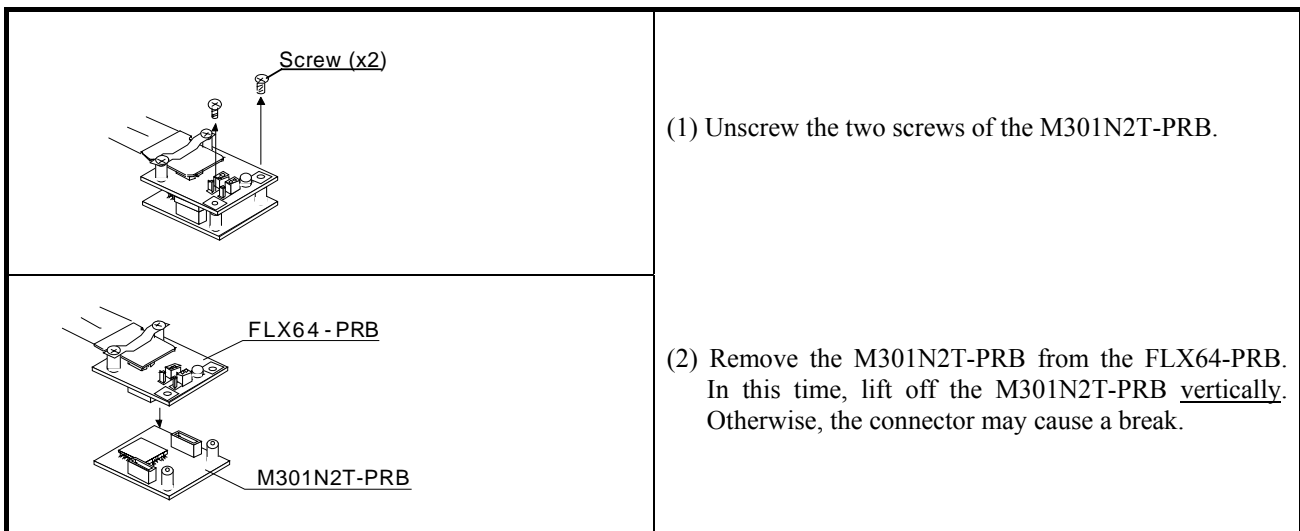 Screw (x2)
(1) Unscrew the two screws of the M301N2T-PRB.
FLX64-PRB
M301N2T-PRB
(2) Remove the M301N2T-PRB from the FLX64-PRB.
In this time, lift off the M301N2T-PRB vertically.
Otherwise, the connector may cause a break.